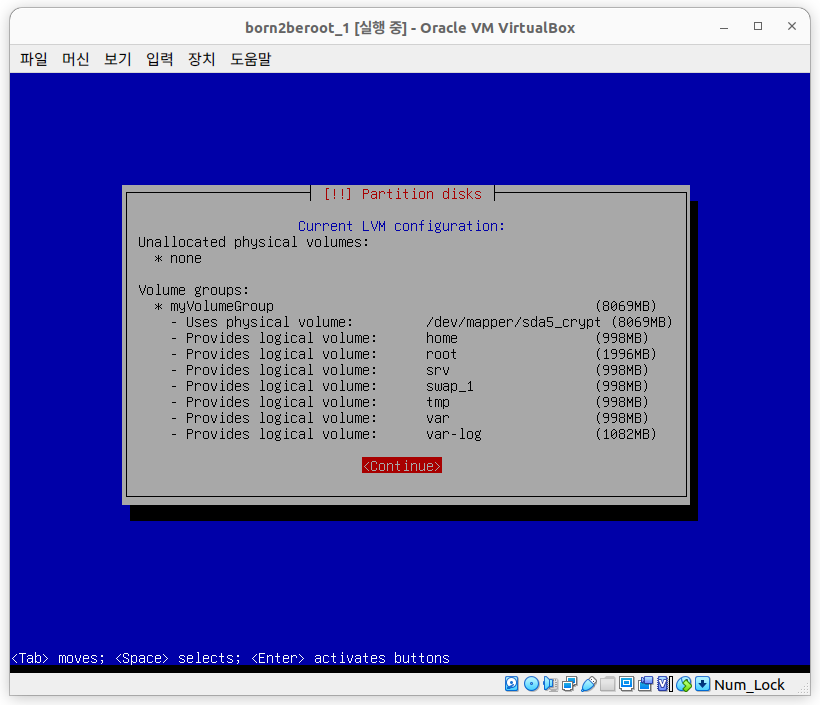 born2beroot_1 [실행 중] - Oracle VM VirtualBox
파일 머신 보기 입력 장치 도움말
[!!] Partition disks
Current LVM configuration:
Unallocated physical volumes:
* none
Volume groups:
* myVolumeGroup (8069MB)
- Uses physical volume: /dev/mapper/sda5_crypt (8069MB)
- Provides logical volume: home (998MB)
- Provides logical volume: root (1996MB)
- Provides logical volume: srv (998MB)
- Provides logical volume: swap_1 (998MB)
- Provides logical volume: tmp (998MB)
- Provides logical volume: var (998MB)
- Provides logical volume: var-log (1082MB)
<Continue>
<Tab> moves; <Space> selects; <Enter> activates buttons
Num_Lock